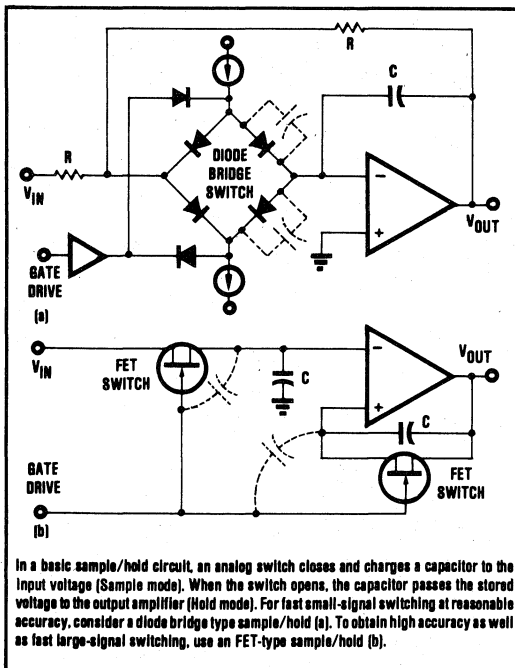 R
C
DIODE
BRIDGE
SWITCH
R
VIN
−
+
VOUT
GATE
DRIVE
(a)
VIN
FET
SWITCH
C
−
+
VOUT
C
FET
SWITCH
GATE
DRIVE
(b)
In a basic sample/hold circuit, an analog switch closes and charges a capacitor to the
input voltage (Sample mode). When the switch opens, the capacitor passes the stored
voltage to the output amplifier (Hold mode). For fast small-signal switching at reasonable
accuracy, consider a diode bridge type sample/hold (a). To obtain high accuracy as well
as fast large-signal switching, use an FET-type sample/hold (b).